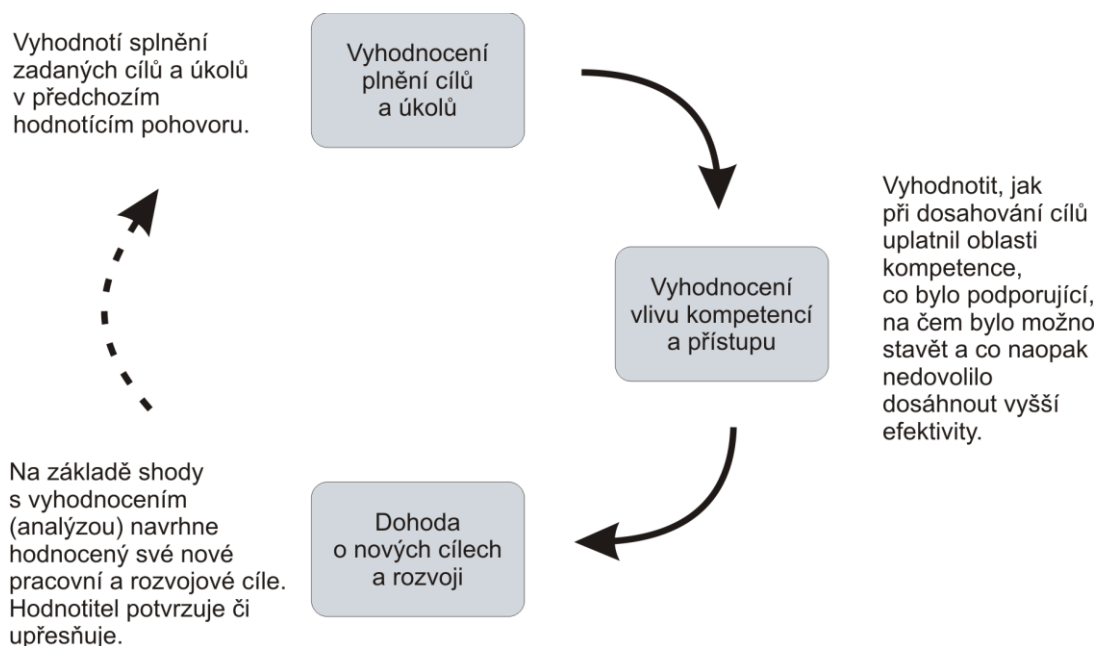 Vyhodnotí splnění
zadaných cílů a úkolů
v předchozím
hodnotícím pohovoru.
Vyhodnocení
plnění cílů
a úkolů
Vyhodnotit, jak
při dosahování cílů
uplatnil oblasti
kompetence,
co bylo podporující,
na čem bylo možno
stavět a co naopak
nedovolilo
dosáhnout vyšší
efektivity.
Vyhodnocení
vlivu kompetencí
a přístupu
Na základě shody
s vyhodnocením
(analýzou) navrhne
hodnocený své nové
pracovní a rozvojové cíle.
Hodnotitel potvrzuje či
upřesňuje.
Dohoda
o nových cílech
a rozvoji